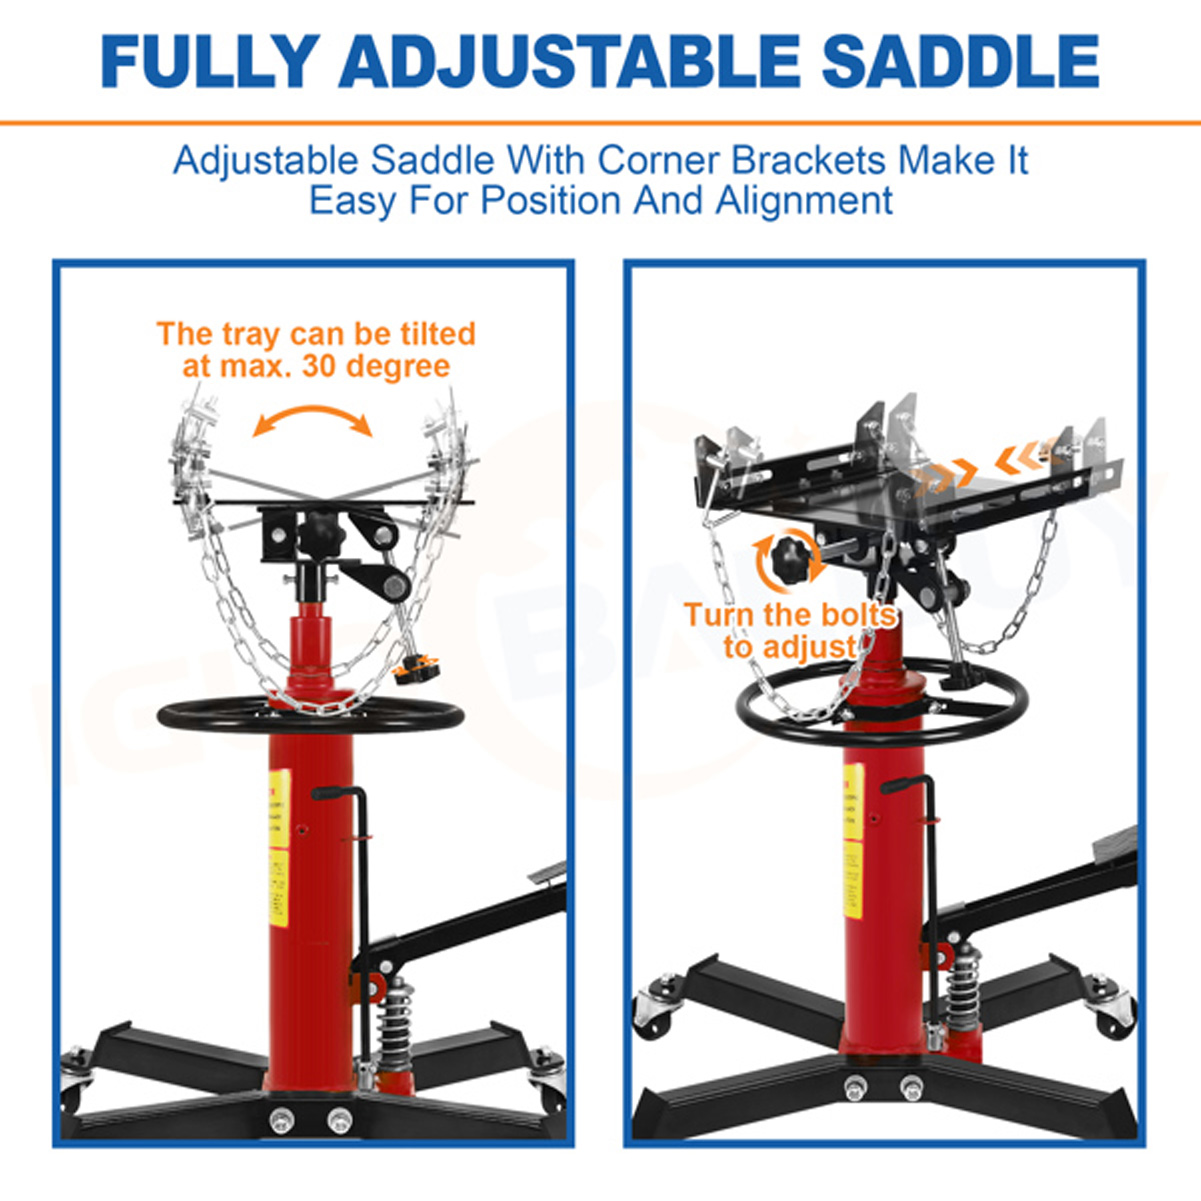 FULLY ADJUSTABLE SADDLE
Adjustable Saddle With Corner Brackets Make It
Easy For Position And Alignment
The tray can be tilted
at max. 30 degree
Turn the bolts
to adjust